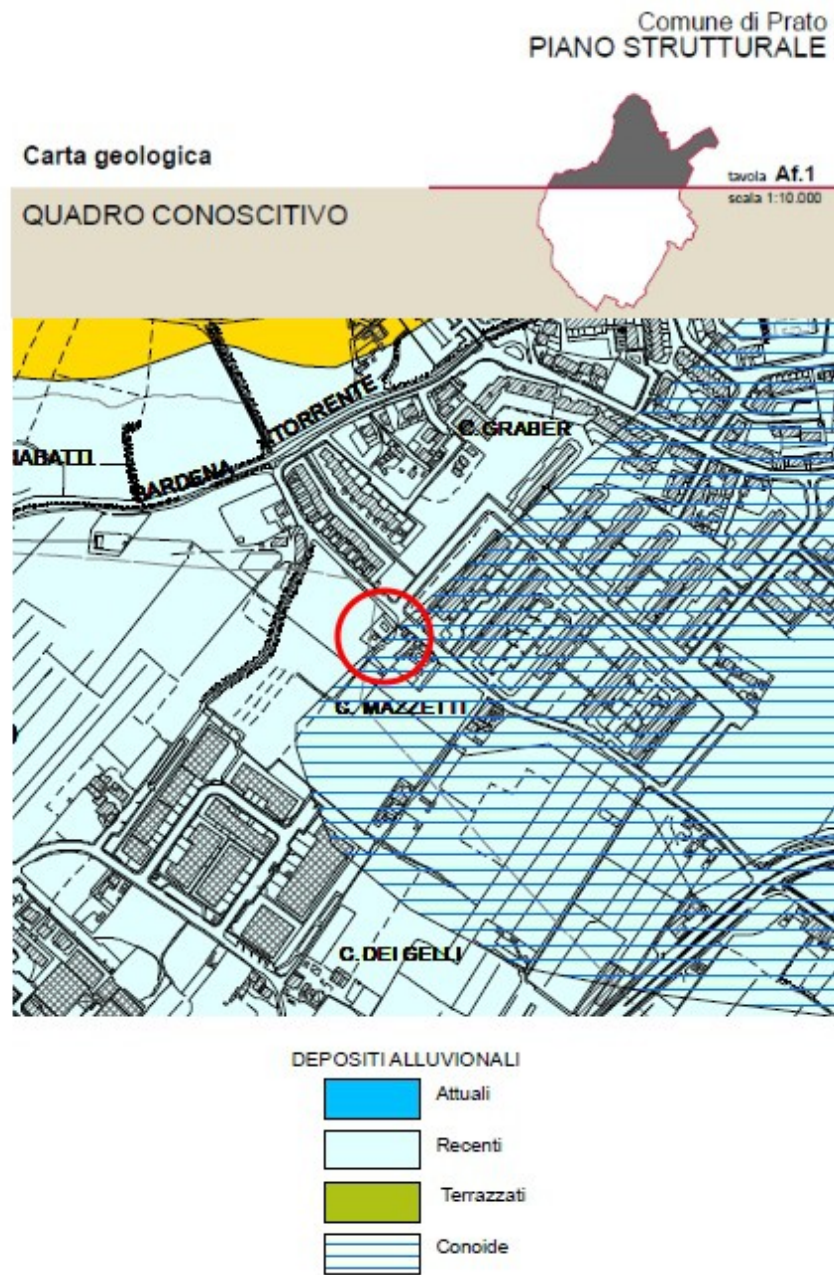 Comune di Prato
PIANO STRUTTURALE
Carta geologica
tavola Af.1
scala 1:10.000
QUADRO CONOSCITIVO
TORRENTE
C. GRABER
BARDENA
C. MAZZETTI
C. DEI GELLI
DEPOSITI ALLUVIONALI
Attuali
Recenti
Terrazzati
Conoide